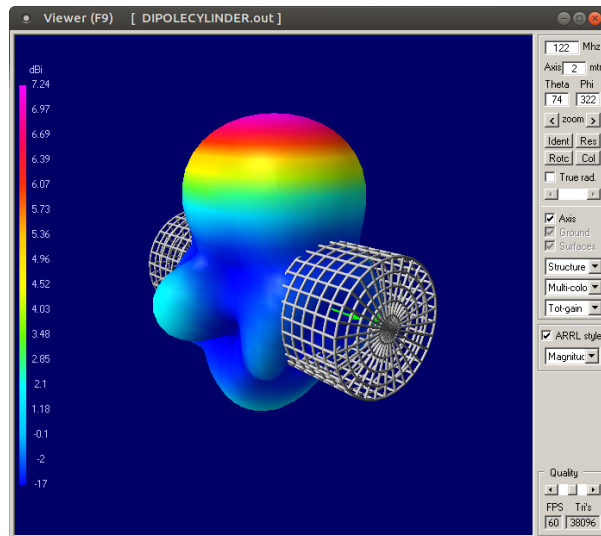 Viewer (F9) [ DIPOLECYLINDER.out ]
dBi
7.24
6.97
6.69
6.39
6.07
5.73
5.36
4.96
4.52
4.03
3.48
2.85
2.1
1.18
-0.1
-2
-17
122 Mhz
Axis 2 mtr
Theta Phi
74 322
< zoom >
Ident Res
Rotc Col
True rad.
Axis
Ground
Surfaces
Structure
Multi-colo
Tot-gain
ARRL style
Magnituc
Quality
FPS Tri's
60 38096